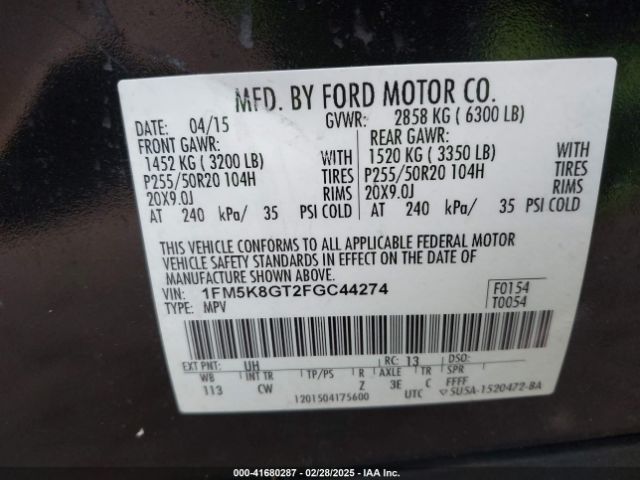 MFD. BY FORD MOTOR CO.
DATE: 04/15 GVWR: 2858 KG ( 6300 LB)
FRONT GAWR: REAR GAWR:
1452 KG ( 3200 LB) WITH 1520 KG ( 3350 LB) WITH
P255/50R20 104H TIRES P255/50R20 104H TIRES
20X9.0J RIMS 20X9.0J RIMS
AT 240 kPa/ 35 PSI COLD AT 240 kPa/ 35 PSI COLD
THIS VEHICLE CONFORMS TO ALL APPLICABLE FEDERAL MOTOR
VEHICLE SAFETY STANDARDS IN EFFECT ON THE DATE OF
MANUFACTURE SHOWN ABOVE.
VIN: 1FM5K8GT2FGC44274 F0154
TYPE: MPV T0054
EXT PNT: UH RC: 13 DSO:
WB INT TR TP/PS R AXLE TR SPR
113 CW Z 3E C FFFF
1201504175600 UTC 5U5A-1520472-BA
000-41680287 - 02/28/2025 - IAA Inc.